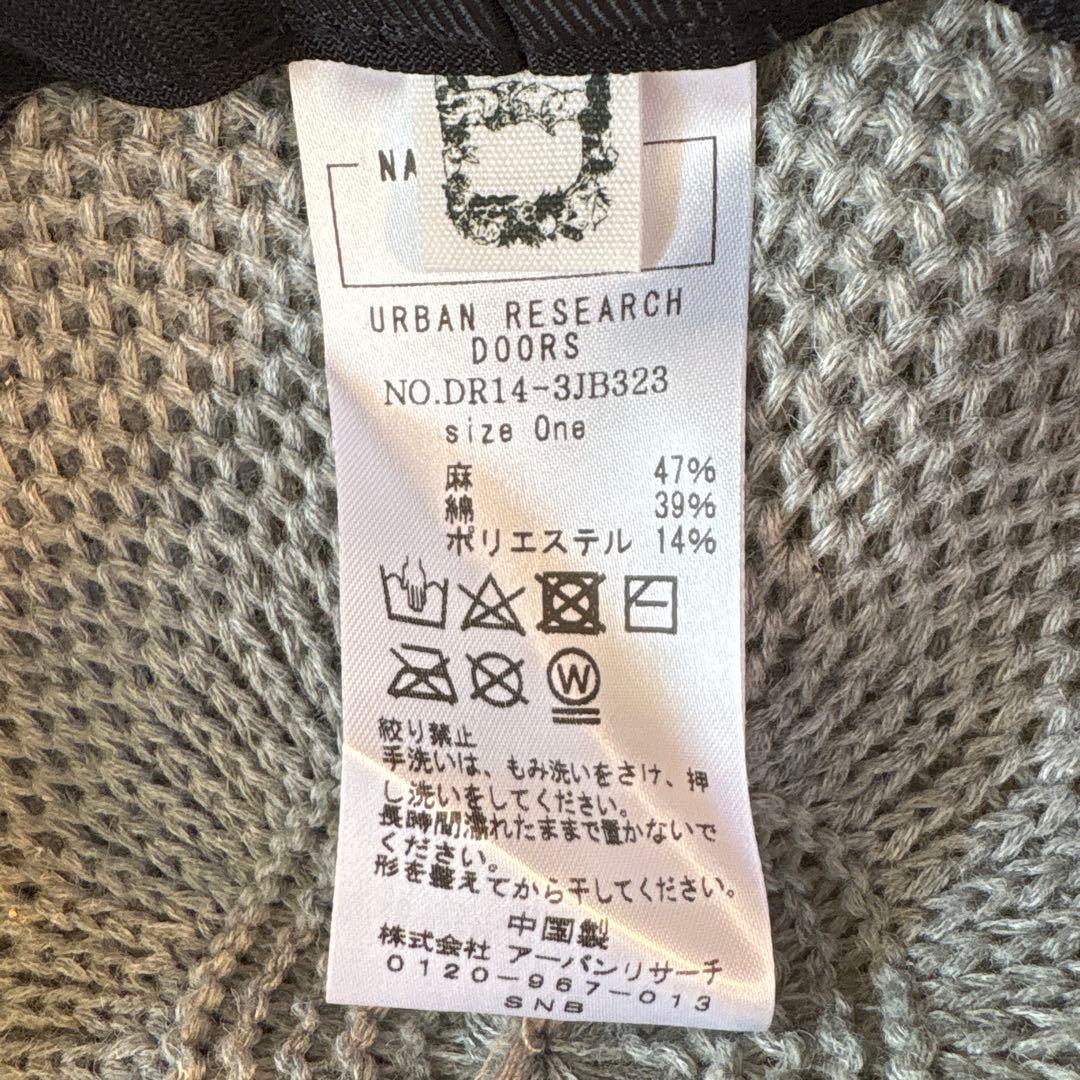 NA
URBAN RESEARCH
DOORS
NO.DR14-3JB323
size One
麻 47%
綿 39%
ポリエステル 14%
W
絞り禁止
手洗いは、もみ洗いをさけ、押
し洗いをしてください。
長時間濡れたままで置かないで
ください。
形を整えてから干してください。
中国製
株式会社 アーバンリサーチ
0120-967-013
SNB